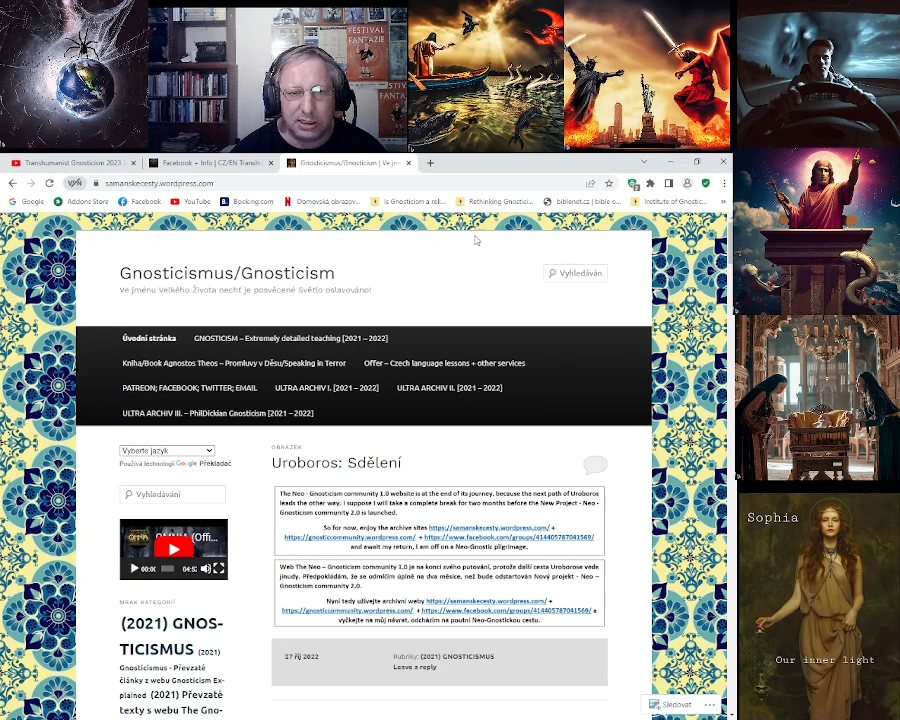 FESTIVAL
FANTAZIE
Transhumanist Gnosticism 2023
Facebook + Info | CZ/EN Transh
Gnosticismus/Gnosticism | Ve jm
samanskecesty.wordpress.com
Google
Addons Store
Facebook
YouTube
Booking.com
Domovská obrazov...
Is Gnosticism a reli...
Rethinking Gnostici...
biblenet.cz | bible o...
Institute of Gnostic...
Gnosticismus/Gnosticism
Ve jménu Velkého Života nechť je posvěcené Světlo oslavováno!
Vyhledáván
Úvodní stránka
GNOSTICISM – Extremely detailed teaching [2021 – 2022]
Kniha/Book Agnostos Theos – Promluvy v Děsu/Speaking in Terror
Offer – Czech language lessons + other services
PATREON; FACEBOOK; TWITTER; EMAIL
ULTRA ARCHIV I. [2021 – 2022]
ULTRA ARCHIV II. [2021 – 2022]
ULTRA ARCHIV III. – PhilDickian Gnosticism [2021 – 2022]
Vyberte jazyk
Používá technologii Google Překladač
Vyhledávání
OMNIA (Offi...
00:00
04:5
MRAK KATEGORIÍ
(2021) GNOS-
TICISMUS (2021)
Gnosticismus - Převzaté
články z webu Gnosticism Ex-
plained (2021) Převzaté
texty s webu The Gno-
OBRÁZEK
Uroboros: Sdělení
The Neo - Gnosticism community 1.0 website is at the end of its journey, because the next path of Uroboros
leads the other way. I suppose I will take a complete break for two months before the New Project - Neo -
Gnosticism community 2.0 is launched.
So for now, enjoy the archive sites https://samanskecesty.wordpress.com/ +
https://gnosticcommunity.wordpress.com/ + https://www.facebook.com/groups/414405787041569/
and await my return, I am off on a Neo-Gnostic pilgrimage.
Web The Neo – Gnosticism community 1.0 je na konci svého putování, protože další cesta Uroborose vede
jinudy. Předpokládám, že se odmlčím úplně na dva měsíce, než bude odstartován Nový projekt - Neo –
Gnosticism community 2.0.
Nyní tedy užívejte archivní weby https://samanskecesty.wordpress.com/ +
https://gnosticcommunity.wordpress.com/ + https://www.facebook.com/groups/414405787041569/ a
vyčkejte na můj návrat, odcházím na poutní Neo-Gnostickou cestu.
27 Říj 2022
Rubriky: (2021) GNOSTICISMUS
Leave a reply
Sledovat
Sophia
Our inner light